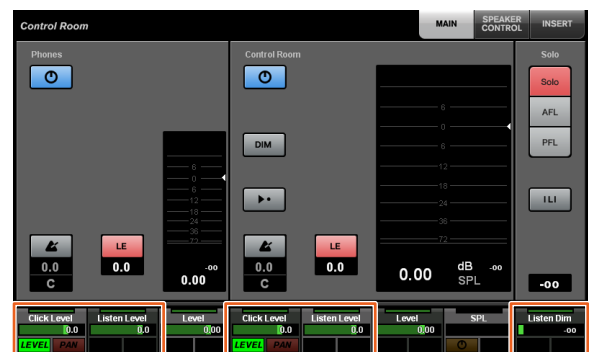 Control Room
MAIN
SPEAKER CONTROL
INSERT
Phones
6
0
6
12
18
24
36
72
LE
0.0
C
0.0
-oo
0.00
Control Room
DIM
LE
0.0
C
0.0
6
0
6
12
18
24
36
72
0.00
dB -oo
SPL
Solo
Solo
AFL
PFL
ILI
-oo
Click Level
Listen Level
Level
Click Level
Listen Level
Level
SPL
Listen Dim
0.0
0.0
0.00
0.0
0.0
0.00
-oo
LEVEL PAN
LEVEL PAN